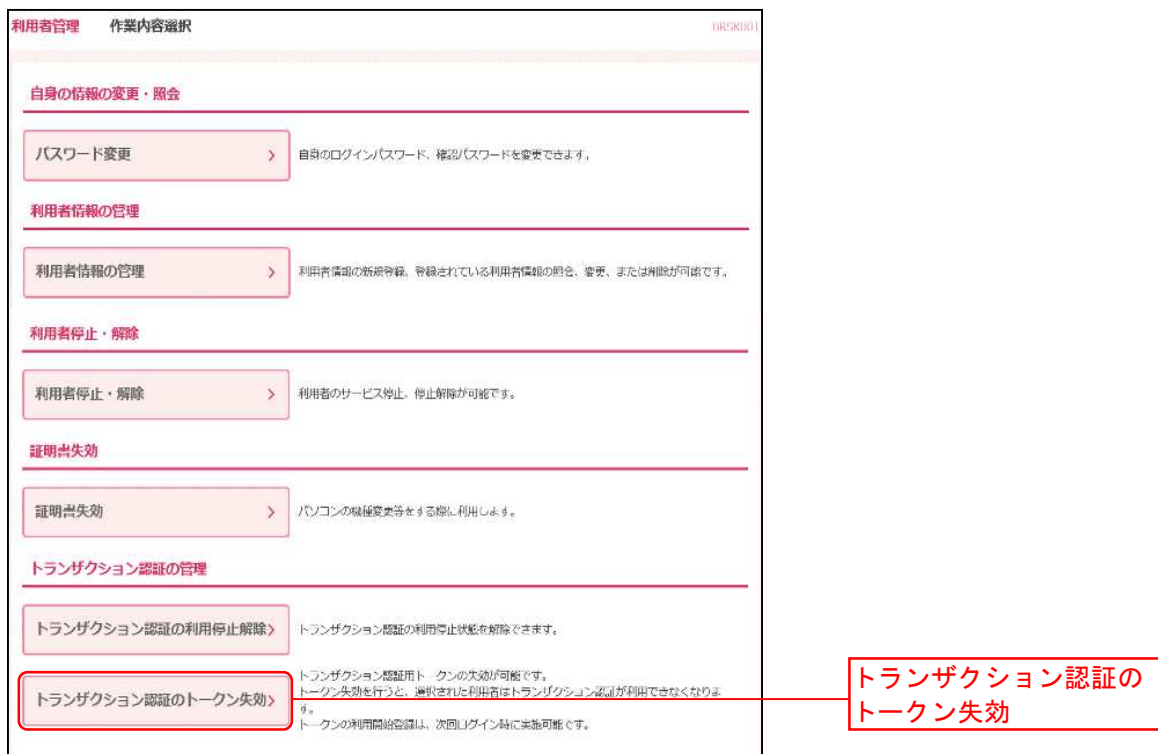 利用者管理 作業内容選択
BRSK001
自身の情報の変更・照会
パスワード変更
自身のログインパスワード、確認パスワードを変更できます。
利用者情報の管理
利用者情報の管理
利用者情報の新規登録、登録されている利用者情報の照会、変更、または削除が可能です。
利用者停止・解除
利用者停止・解除
利用者のサービス停止、停止解除が可能です。
証明書失効
証明書失効
パソコンの機種変更等をする際に利用します。
トランザクション認証の管理
トランザクション認証の利用停止解除
トランザクション認証の利用停止状態を解除できます。
トランザクション認証のトークン失効
トランザクション認証用トークンの失効が可能です。
トークン失効を行うと、選択された利用者はトランザクション認証が利用できなくなりま
す。
トークンの利用開始登録は、次回ログイン時に実施可能です。
トランザクション認証の
トークン失効